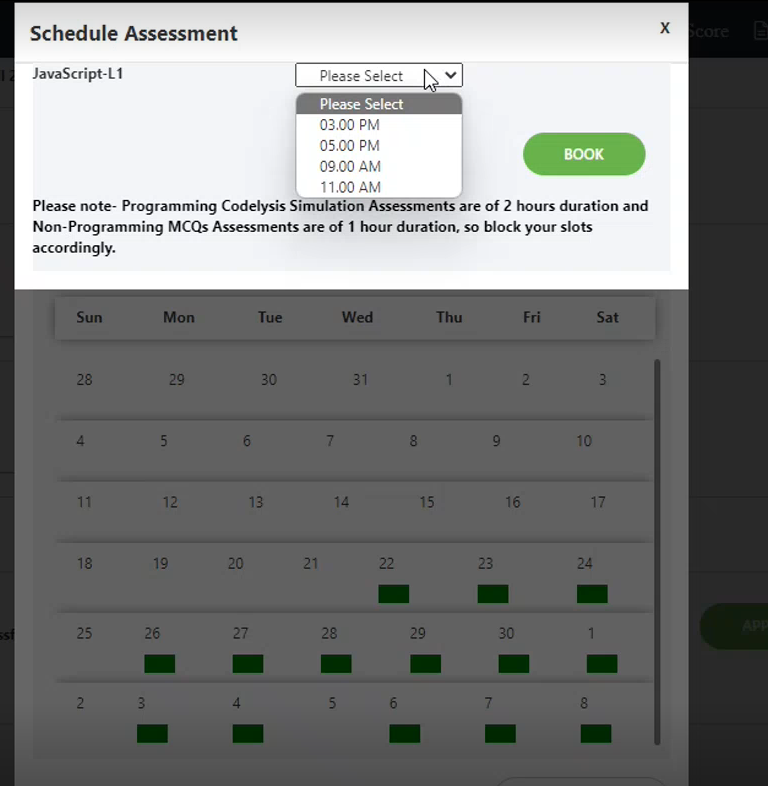 Schedule Assessment
X
Score
JavaScript-L1
Please Select
Please Select
03.00 PM
05.00 PM
09.00 AM
11.00 AM
BOOK
Please note- Programming Codelysis Simulation Assessments are of 2 hours duration and
Non-Programming MCQs Assessments are of 1 hour duration, so block your slots
accordingly.
Sun Mon Tue Wed Thu Fri Sat
28 29 30 31 1 2 3
4 5 6 7 8 9 10
11 12 13 14 15 16 17
18 19 20 21 22 23 24
25 26 27 28 29 30 1
2 3 4 5 6 7 8